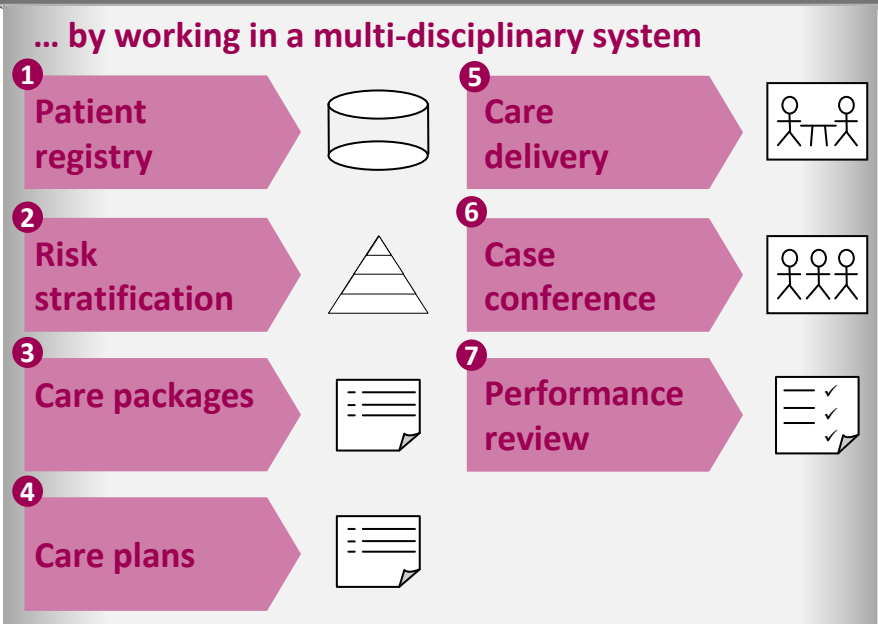 ... by working in a multi-disciplinary system
1
Patient
registry
2
Risk
stratification
3
Care packages
4
Care plans
5
Care
delivery
6
Case
conference
7
Performance
review